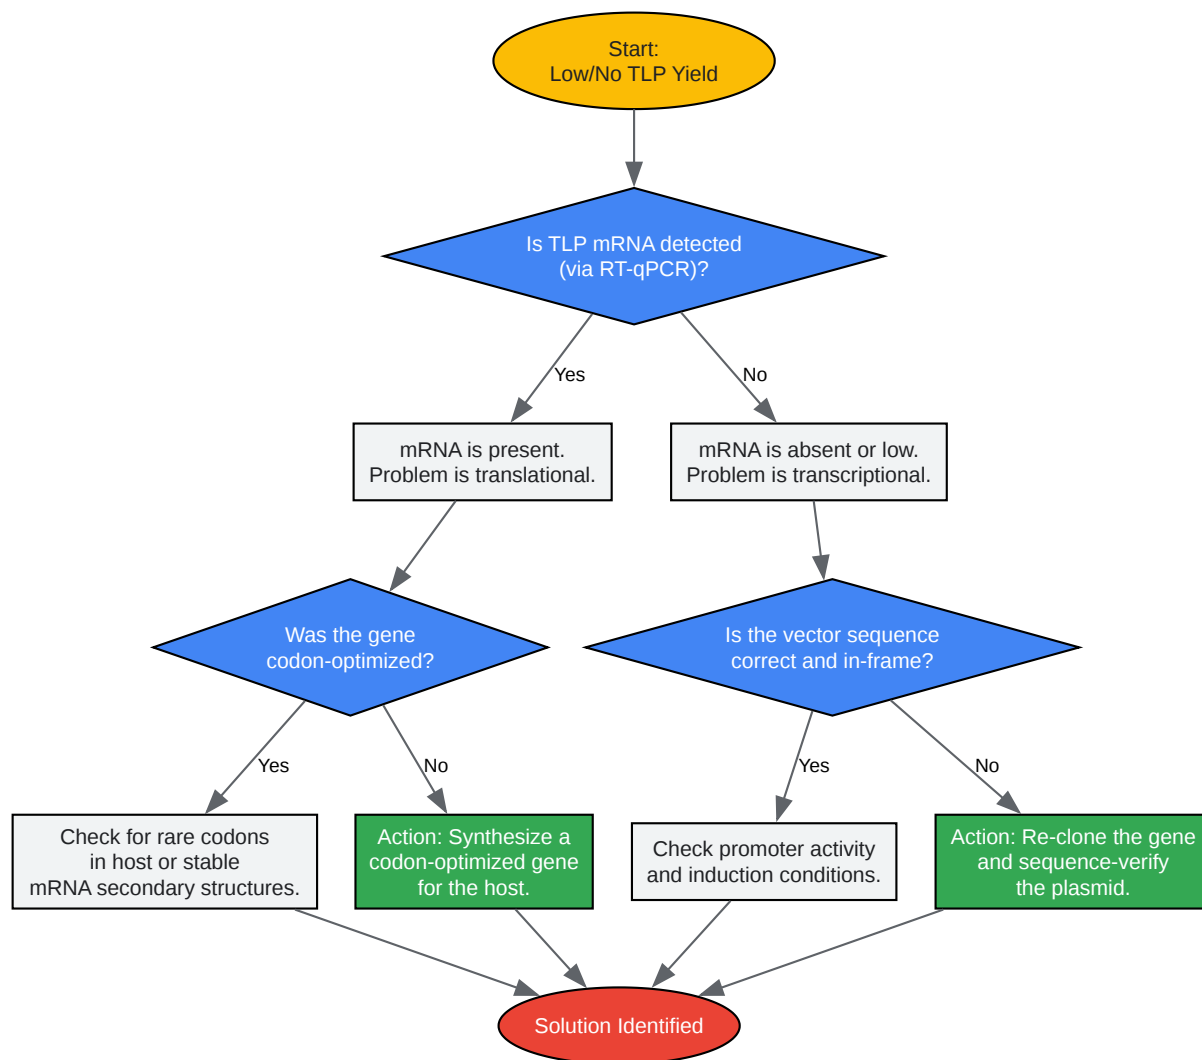 Start:
Low/No TLP Yield
Is TLP mRNA detected
(via RT-qPCR)?
Yes
No
mRNA is present.
Problem is translational.
mRNA is absent or low.
Problem is transcriptional.
Was the gene
codon-optimized?
Is the vector sequence
correct and in-frame?
Yes
No
Yes
No
Check for rare codons
in host or stable
mRNA secondary structures.
Action: Synthesize a
codon-optimized gene
for the host.
Check promoter activity
and induction conditions.
Action: Re-clone the gene
and sequence-verify
the plasmid.
Solution Identified